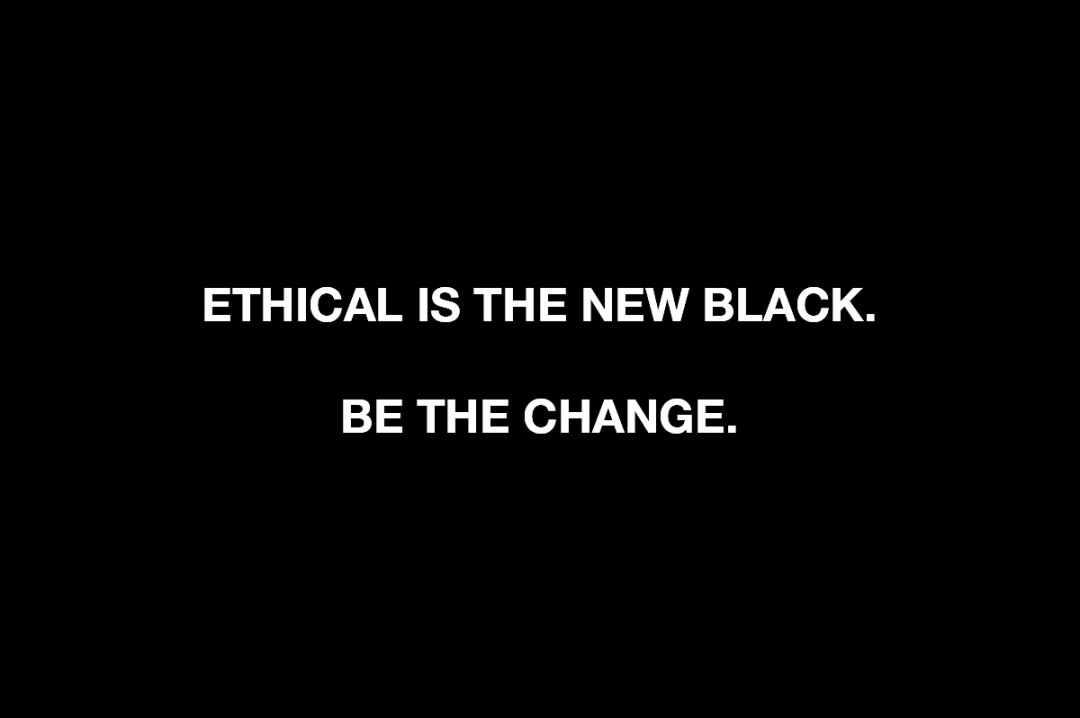 ETHICAL IS THE NEW BLACK.
BE THE CHANGE.